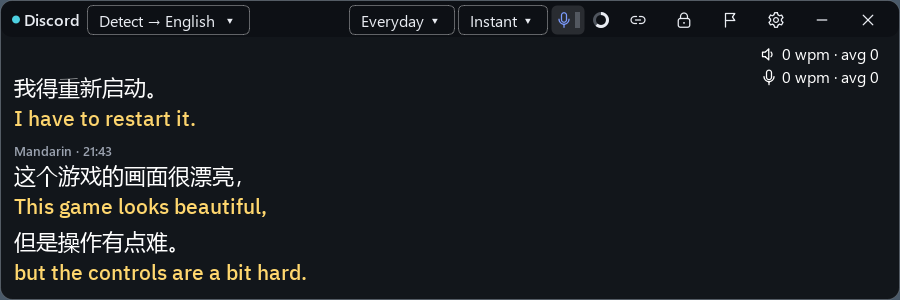 Discord Detect → English Everyday Instant
0 wpm · avg 0
0 wpm · avg 0
我得重新启动。
I have to restart it.
Mandarin · 21:43
这个游戏的画面很漂亮，
This game looks beautiful,
但是操作有点难。
but the controls are a bit hard.